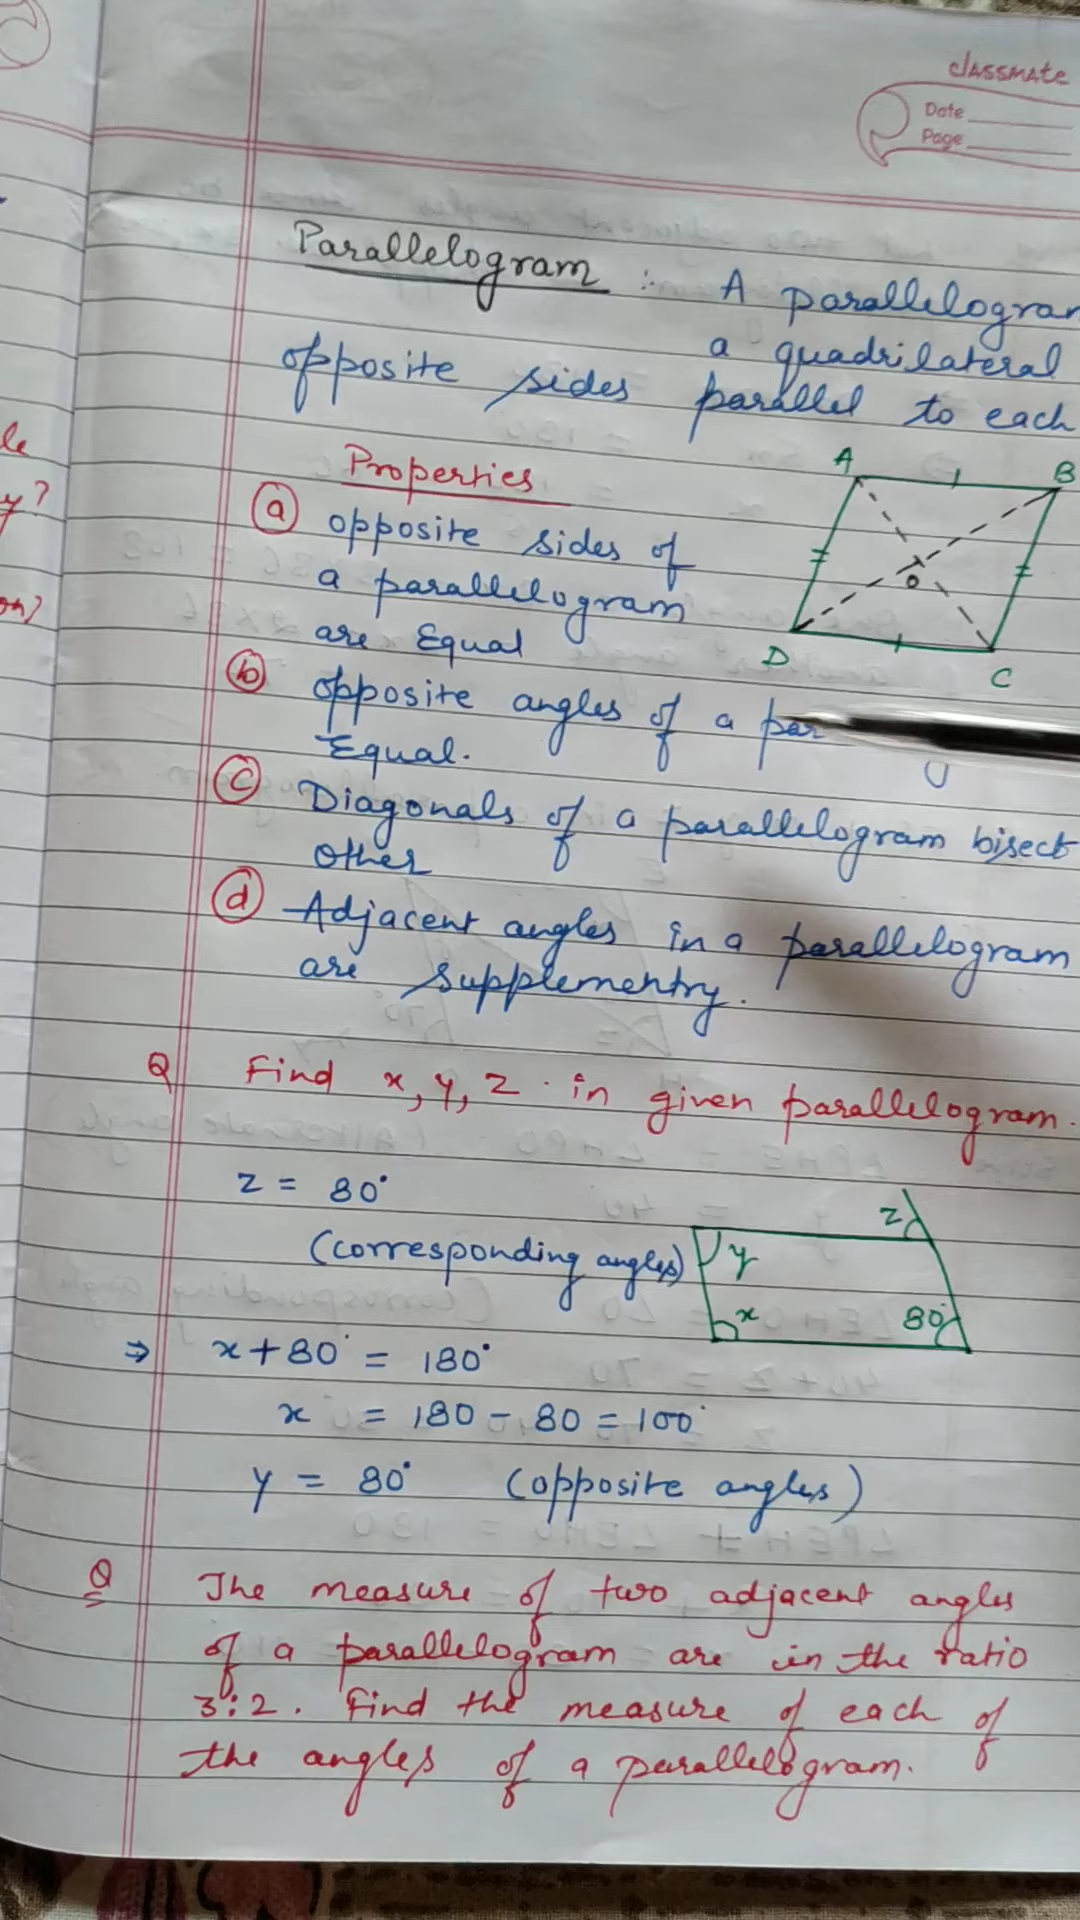 classmate
Date
Page
Parallelogram :- A
a quadrilateral
opposite sides parallel to each
Properties
A B
(a) opposite sides of
a parallelogram
are Equal
O
D C
(b) opposite angles of a
Equal.
(c) Diagonals of a parallelogram bisect
other
(d) Adjacent angles in a parallelogram
are supplementry.
Q Find x, y, z in given parallelogram.
z = 80°
(corresponding angles)
z
y
x 80°
⇒ x + 80° = 180°
x = 180 - 80 = 100°
y = 80° (opposite angles)
Q The measure of two adjacent angles
of a parallelogram are in the ratio
3:2. Find the measure of each of
the angles of a parallelogram.